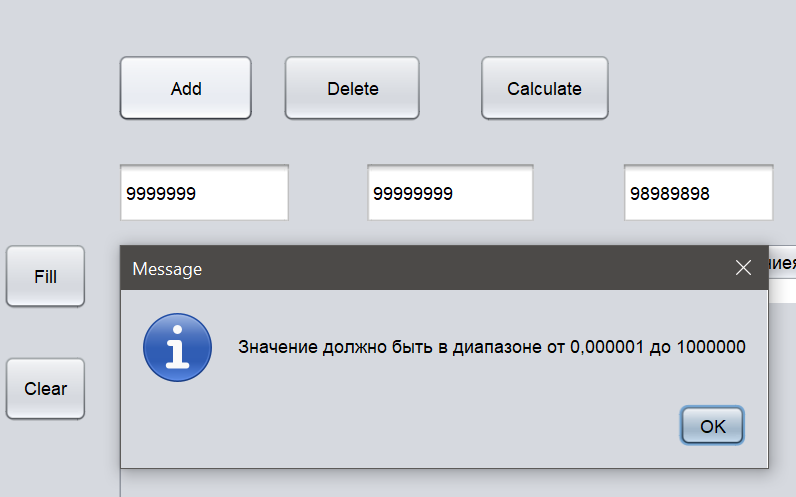 Add
Delete
Calculate
9999999
99999999
98989898
Fill
Message
Значение должно быть в диапазоне от 0,000001 до 1000000
Clear
OK